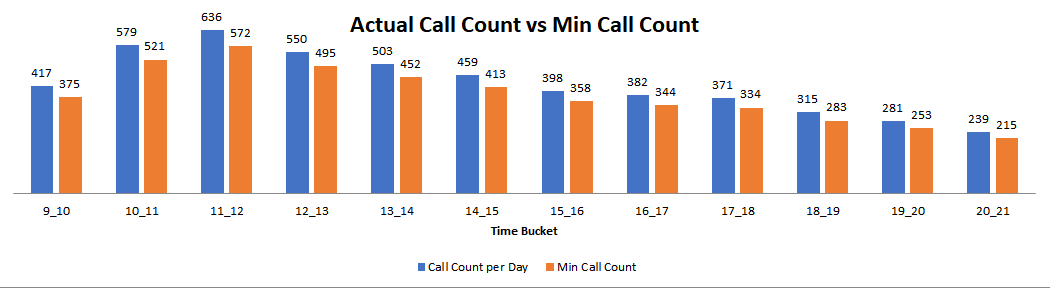 Actual Call Count vs Min Call Count
417 375 579 521 636 572 550 495 503 452 459 413 398 358 382 344 371 334 315 283 281 253 239 215
9_10 10_11 11_12 12_13 13_14 14_15 15_16 16_17 17_18 18_19 19_20 20_21
Time Bucket
Call Count per Day Min Call Count